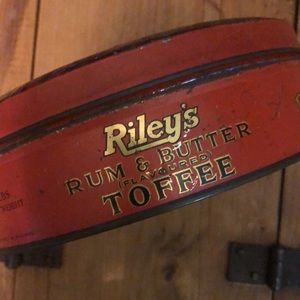 Riley's
RUM & BUTTER
(FLAVOURED)
TOFFEE